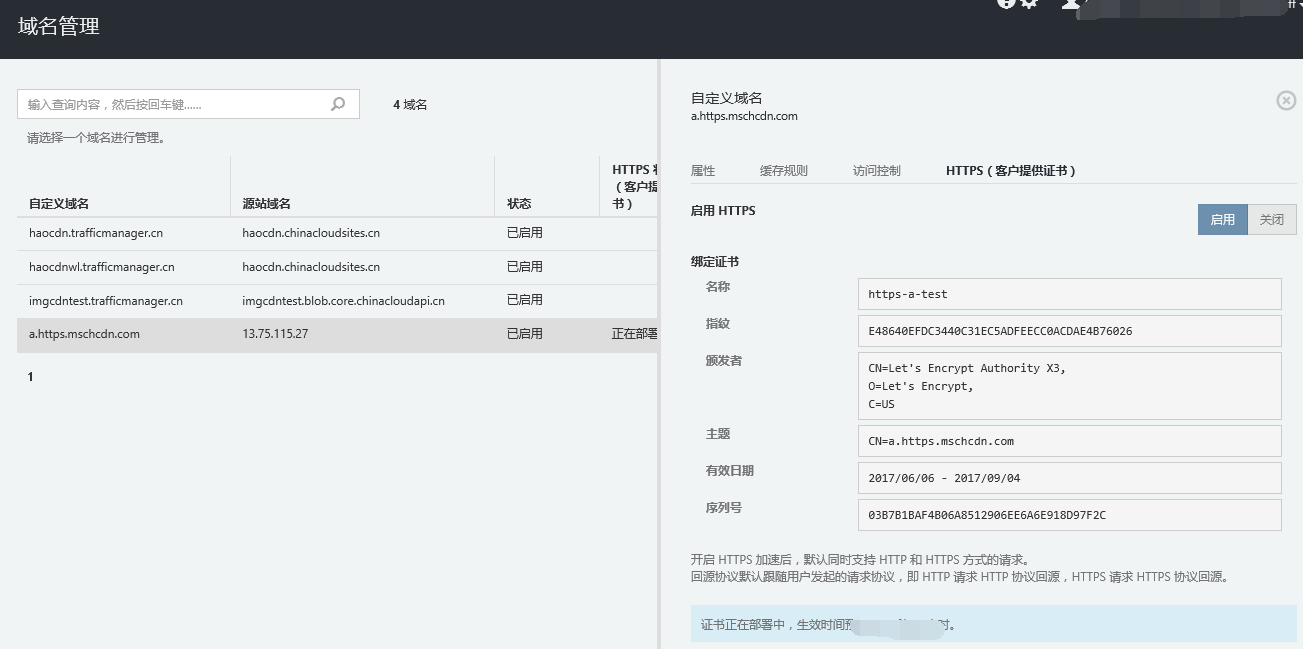 域名管理
输入查询内容，然后按回车键......
4 域名
请选择一个域名进行管理。
自定义域名 源站域名 状态 HTTPS
（客户提
书）
haocdn.trafficmanager.cn haocdn.chinacloudsites.cn 已启用
haocdnwl.trafficmanager.cn haocdn.chinacloudsites.cn 已启用
imgcdntest.trafficmanager.cn imgcdntest.blob.core.chinacloudapi.cn 已启用
a.https.mschcdn.com 13.75.115.27 已启用 正在部署
1
自定义域名
a.https.mschcdn.com
属性 缓存规则 访问控制 HTTPS（客户提供证书）
启用 HTTPS 启用 关闭
绑定证书
名称 https-a-test
指纹 E48640EFDC3440C31EC5ADFEECC0ACDAE4B76026
颁发者 CN=Let's Encrypt Authority X3,
O=Let's Encrypt,
C=US
主题 CN=a.https.mschcdn.com
有效日期 2017/06/06 - 2017/09/04
序列号 03B7B1BAF4B06A8512906EE6A6E918D97F2C
开启 HTTPS 加速后，默认同时支持 HTTP 和 HTTPS 方式的请求。
回源协议默认跟随用户发起的请求协议，即 HTTP 请求 HTTP 协议回源，HTTPS 请求 HTTPS 协议回源。
证书正在部署中，生效时间 时。